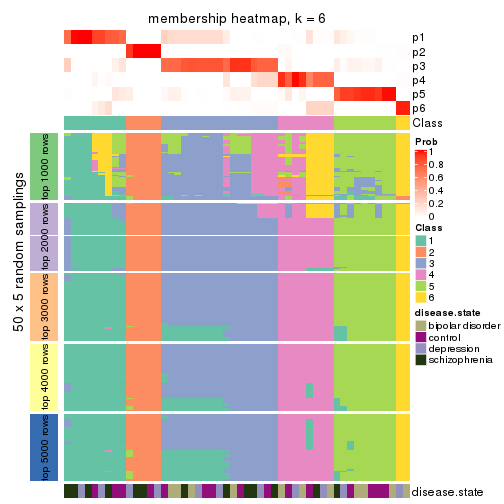 membership heatmap, k = 6
p1
p2
p3
p4
p5
p6
Class
Prob
1
0.8
0.6
0.4
0.2
0
Class
1
2
3
4
5
6
disease.state
bipolar disorder
control
depression
schizophrenia
50 x 5 random samplings
top 1000 rows
top 2000 rows
top 3000 rows
top 4000 rows
top 5000 rows
disease.state